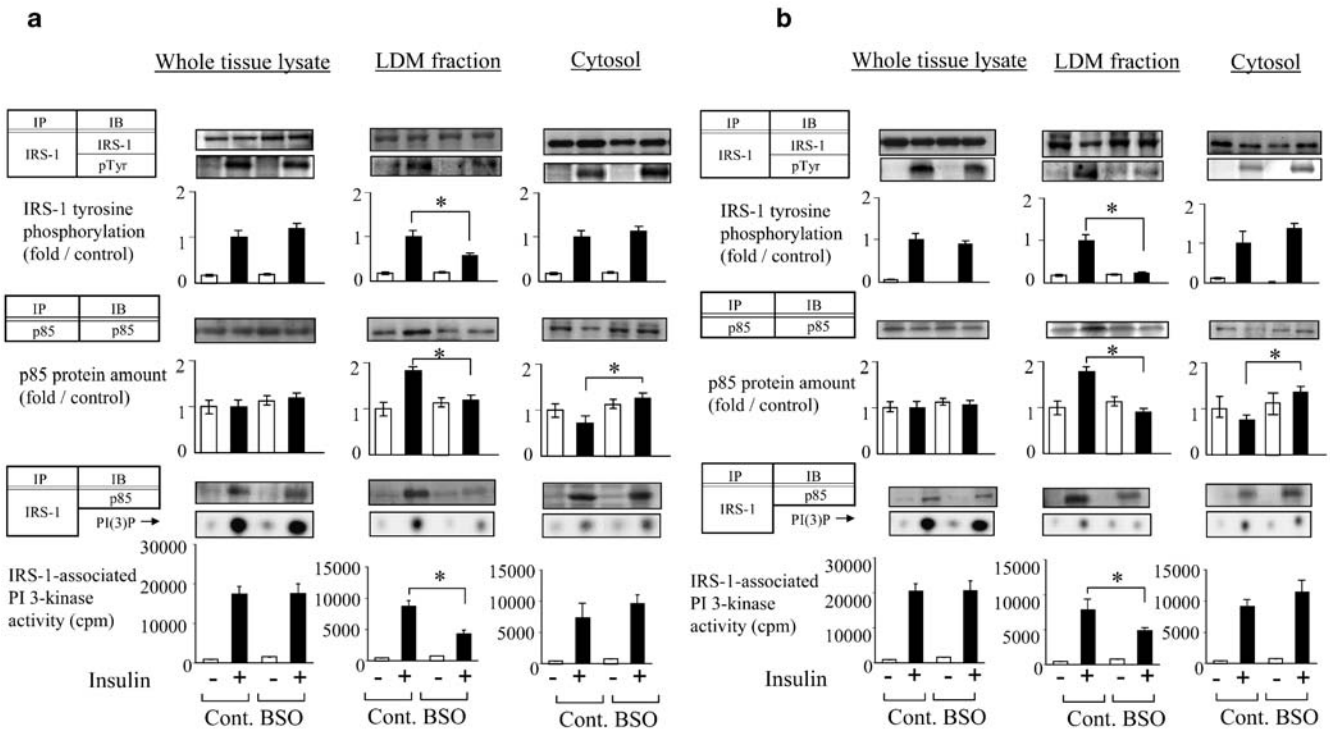 a
Whole tissue lysate LDM fraction Cytosol
IP IB
IRS-1 IRS-1
pTyr
IRS-1 tyrosine
phosphorylation
(fold / control)
2 2 2
1 1 1
0 0 0
*
IP IB
p85 p85
p85 protein amount
(fold / control)
2 2 2
1 1 1
0 0 0
* *
IP IB
IRS-1 p85
PI(3)P →
IRS-1-associated
PI 3-kinase
activity (cpm)
30000 15000 15000
20000 10000 10000
10000 5000 5000
0 0 0
*
Insulin - + - + - + - + - + - +
Cont. BSO Cont. BSO Cont. BSO
b
Whole tissue lysate LDM fraction Cytosol
IP IB
IRS-1 IRS-1
pTyr
IRS-1 tyrosine
phosphorylation
(fold / control)
2 2 2
1 1 1
0 0 0
*
IP IB
p85 p85
p85 protein amount
(fold / control)
2 2 2
1 1 1
0 0 0
* *
IP IB
IRS-1 p85
PI(3)P →
IRS-1-associated
PI 3-kinase
activity (cpm)
30000 15000 15000
20000 10000 10000
10000 5000 5000
0 0 0
*
Insulin - + - + - + - + - + - +
Cont. BSO Cont. BSO Cont. BSO